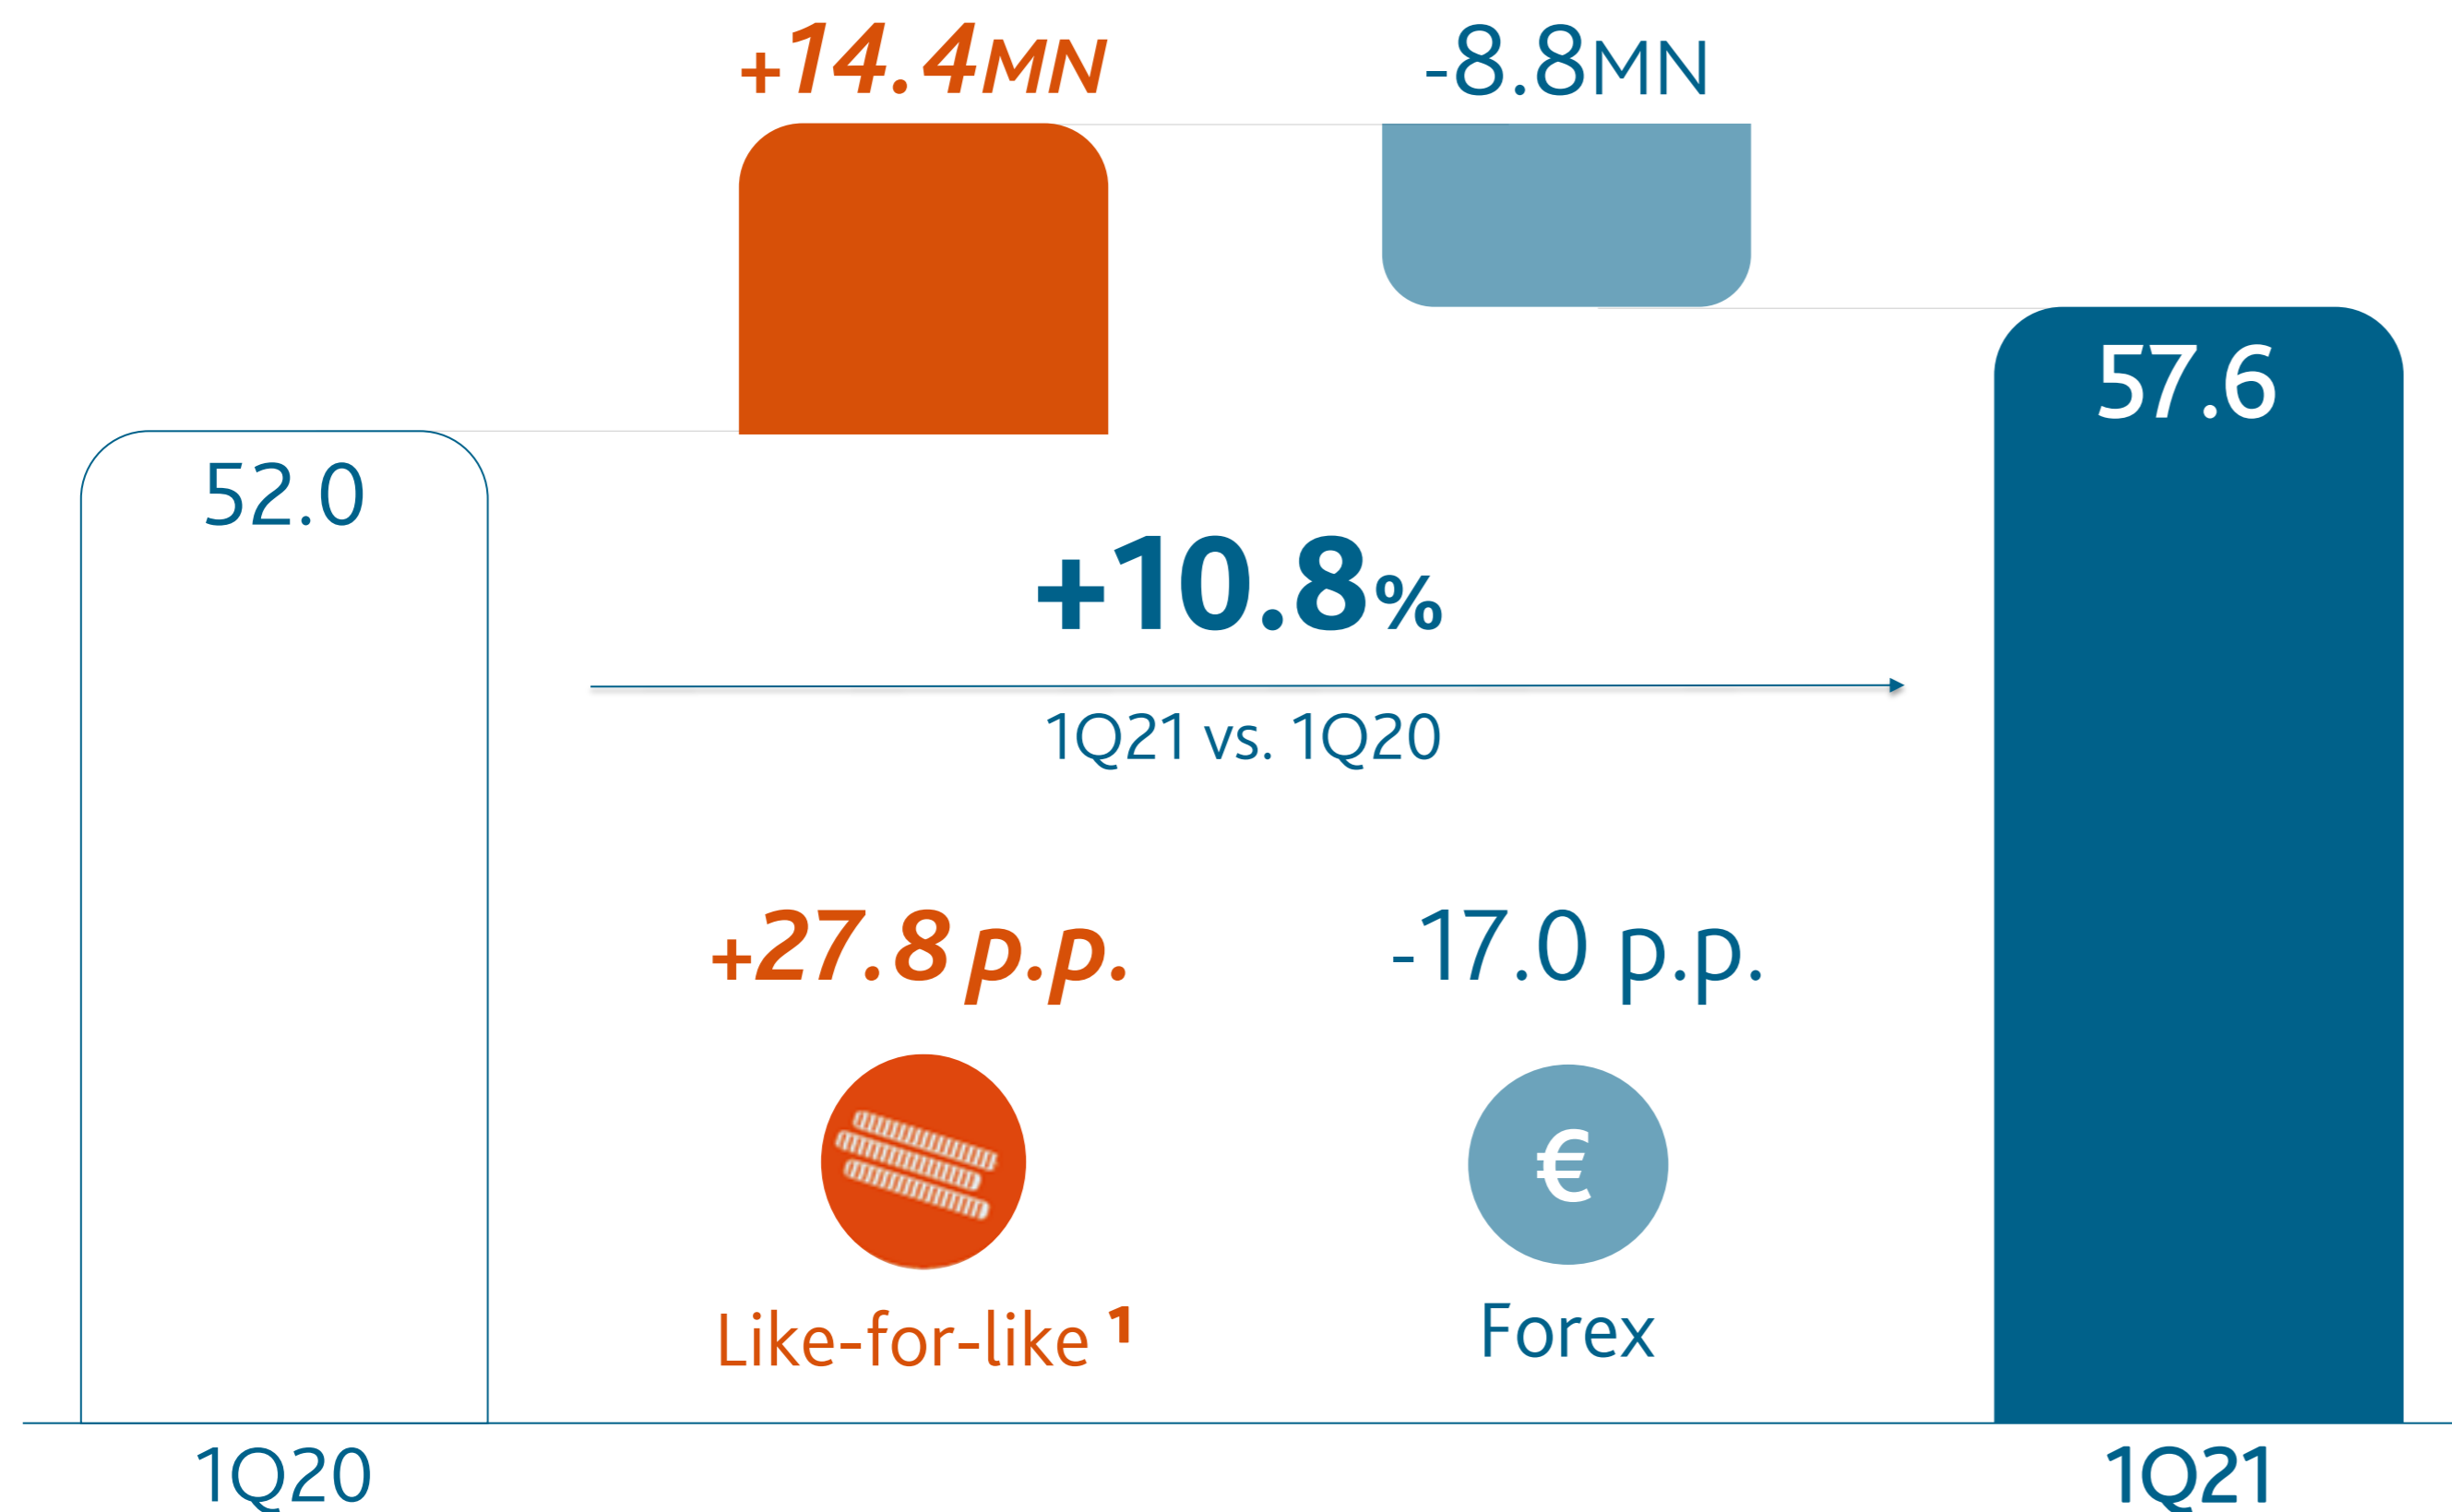 +14.4MN
-8.8MN
57.6
52.0
+10.8%
1Q21 vs. 1Q20
+27.8 p.p.
-17.0 p.p.
€
Like-for-like 1
Forex
1Q20
1Q21